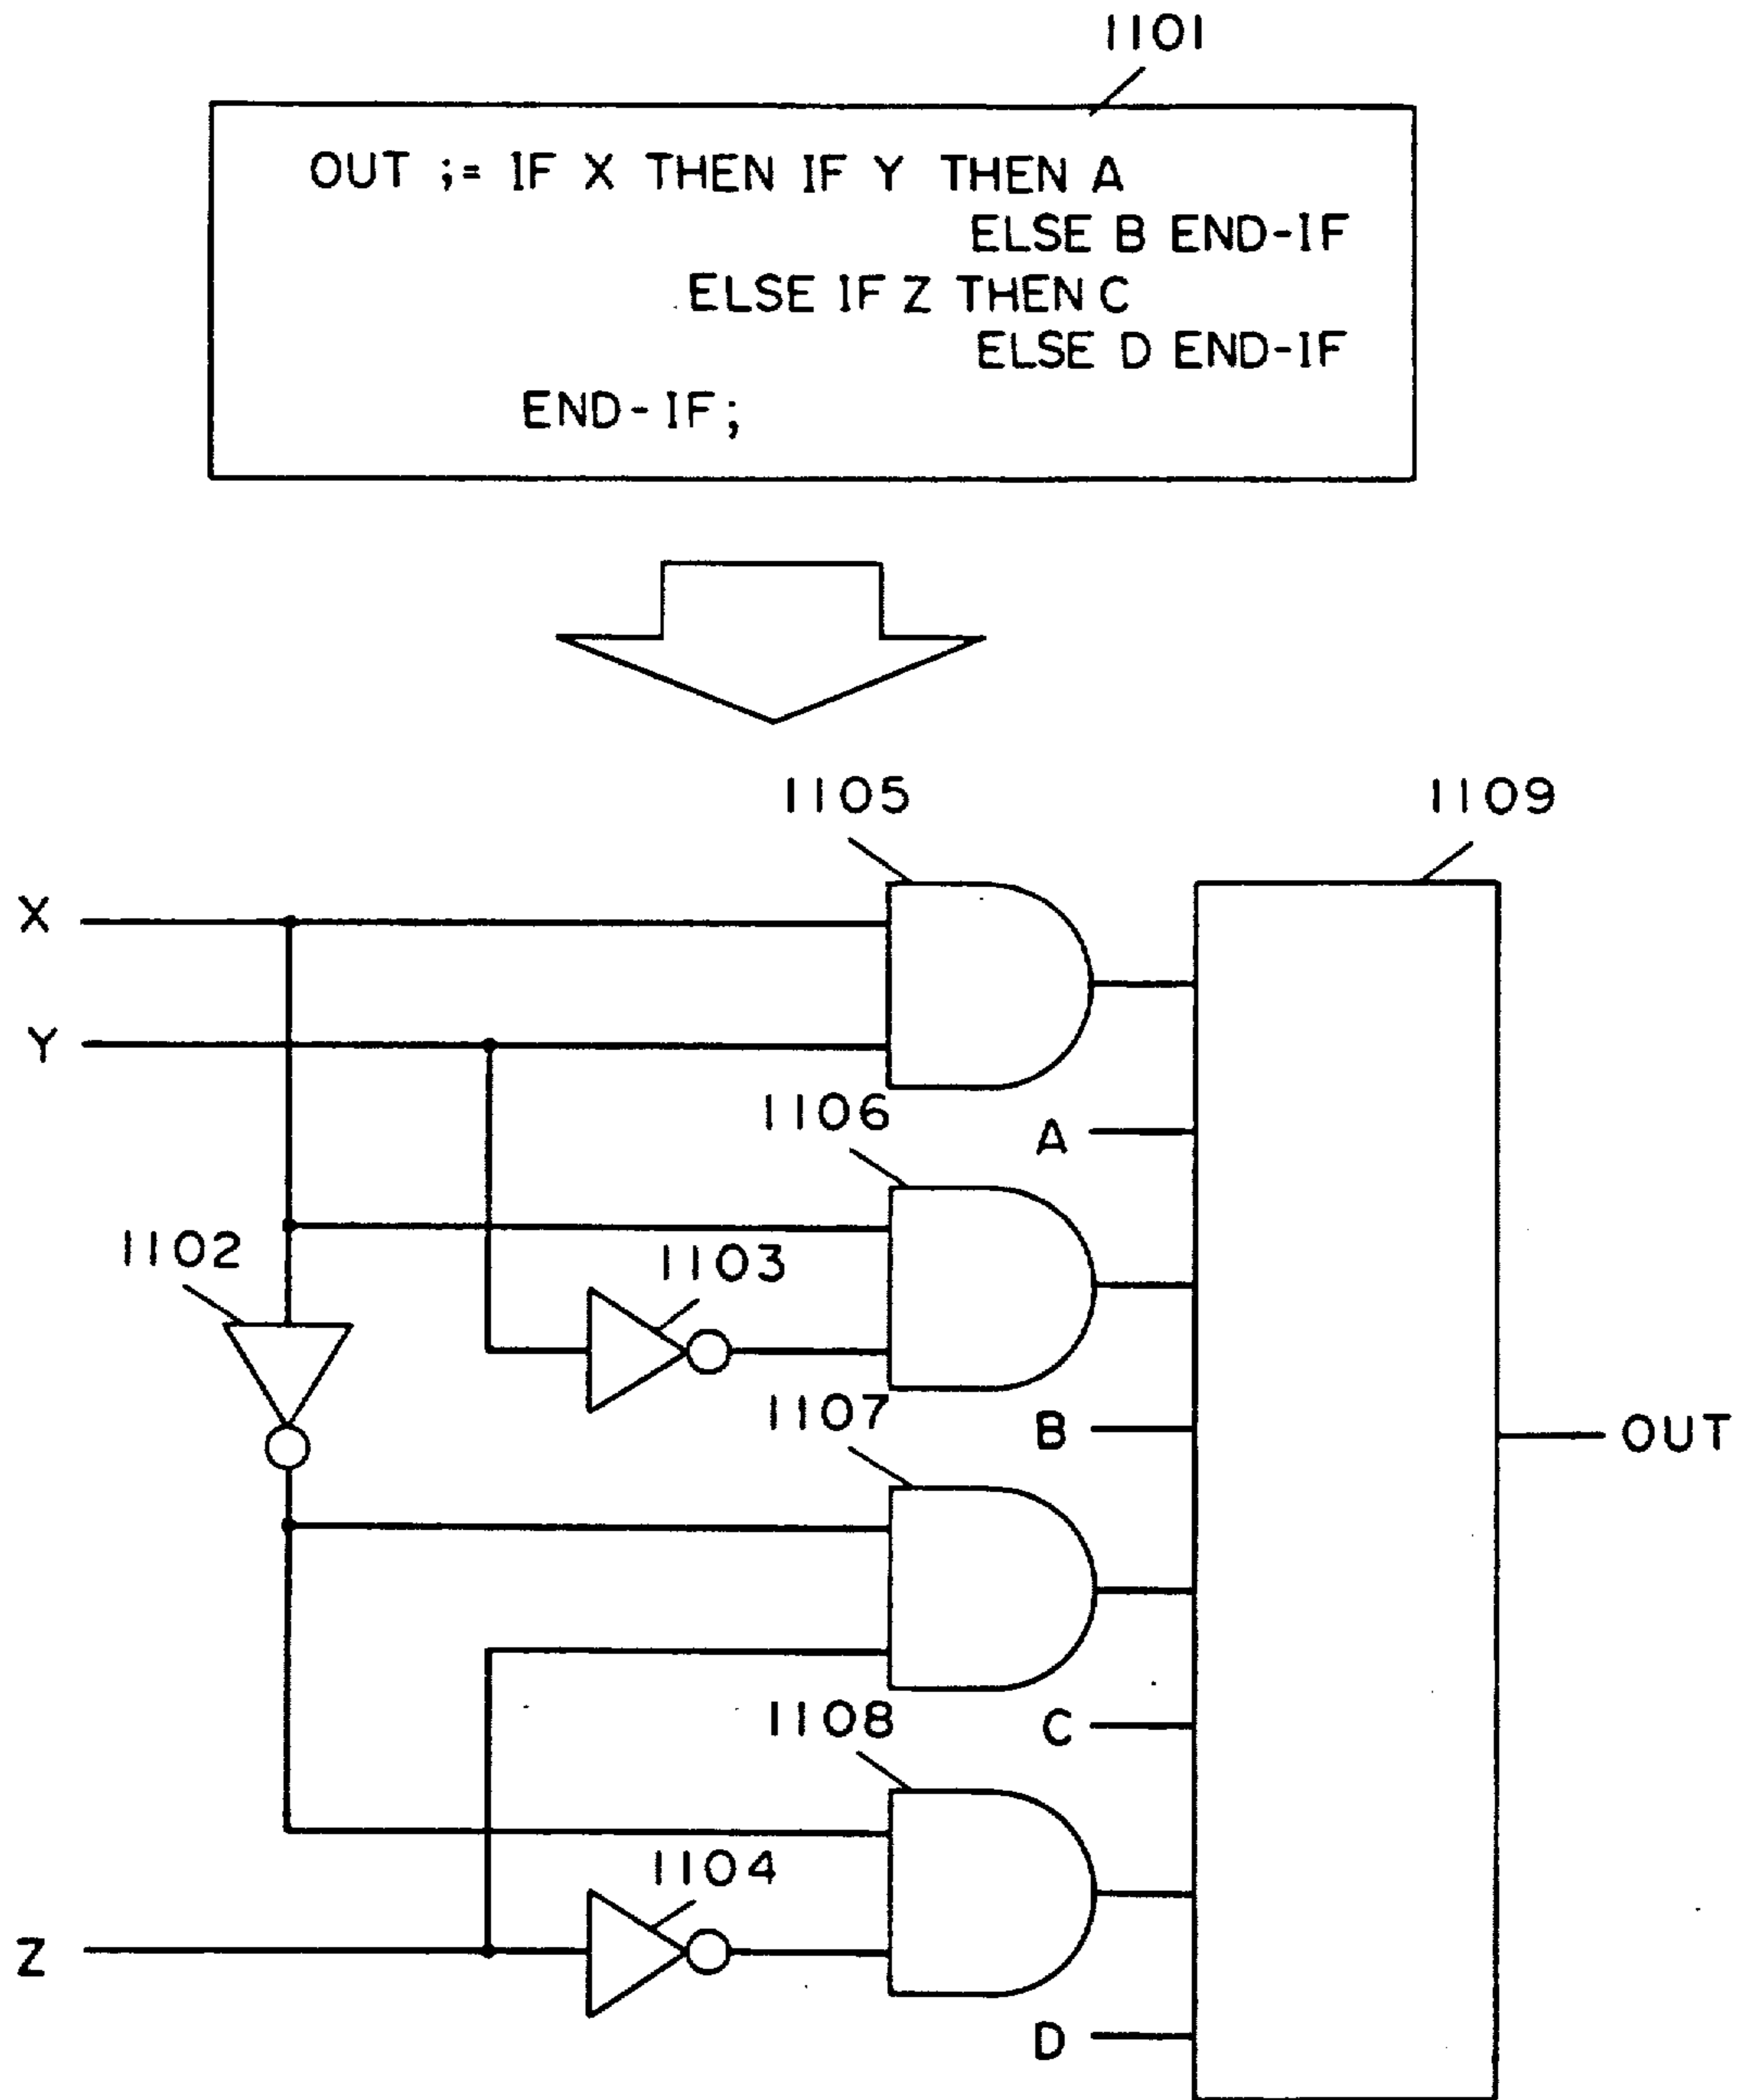 1101
OUT ;= IF X THEN IF Y THEN A
ELSE B END-IF
ELSE IF Z THEN C
ELSE D END-IF
END-IF;
1105
1109
X
Y
1106
A
1102
1103
1107
B
OUT
1108
C
1104
Z
D